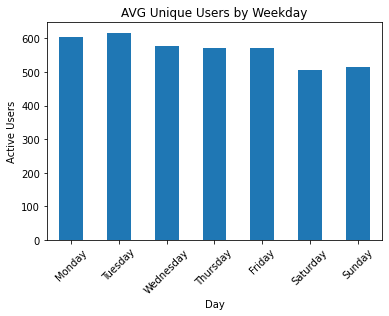 AVG Unique Users by Weekday
600
500
400
300
200
100
0
Active Users
Monday
Tuesday
Wednesday
Thursday
Friday
Saturday
Sunday
Day